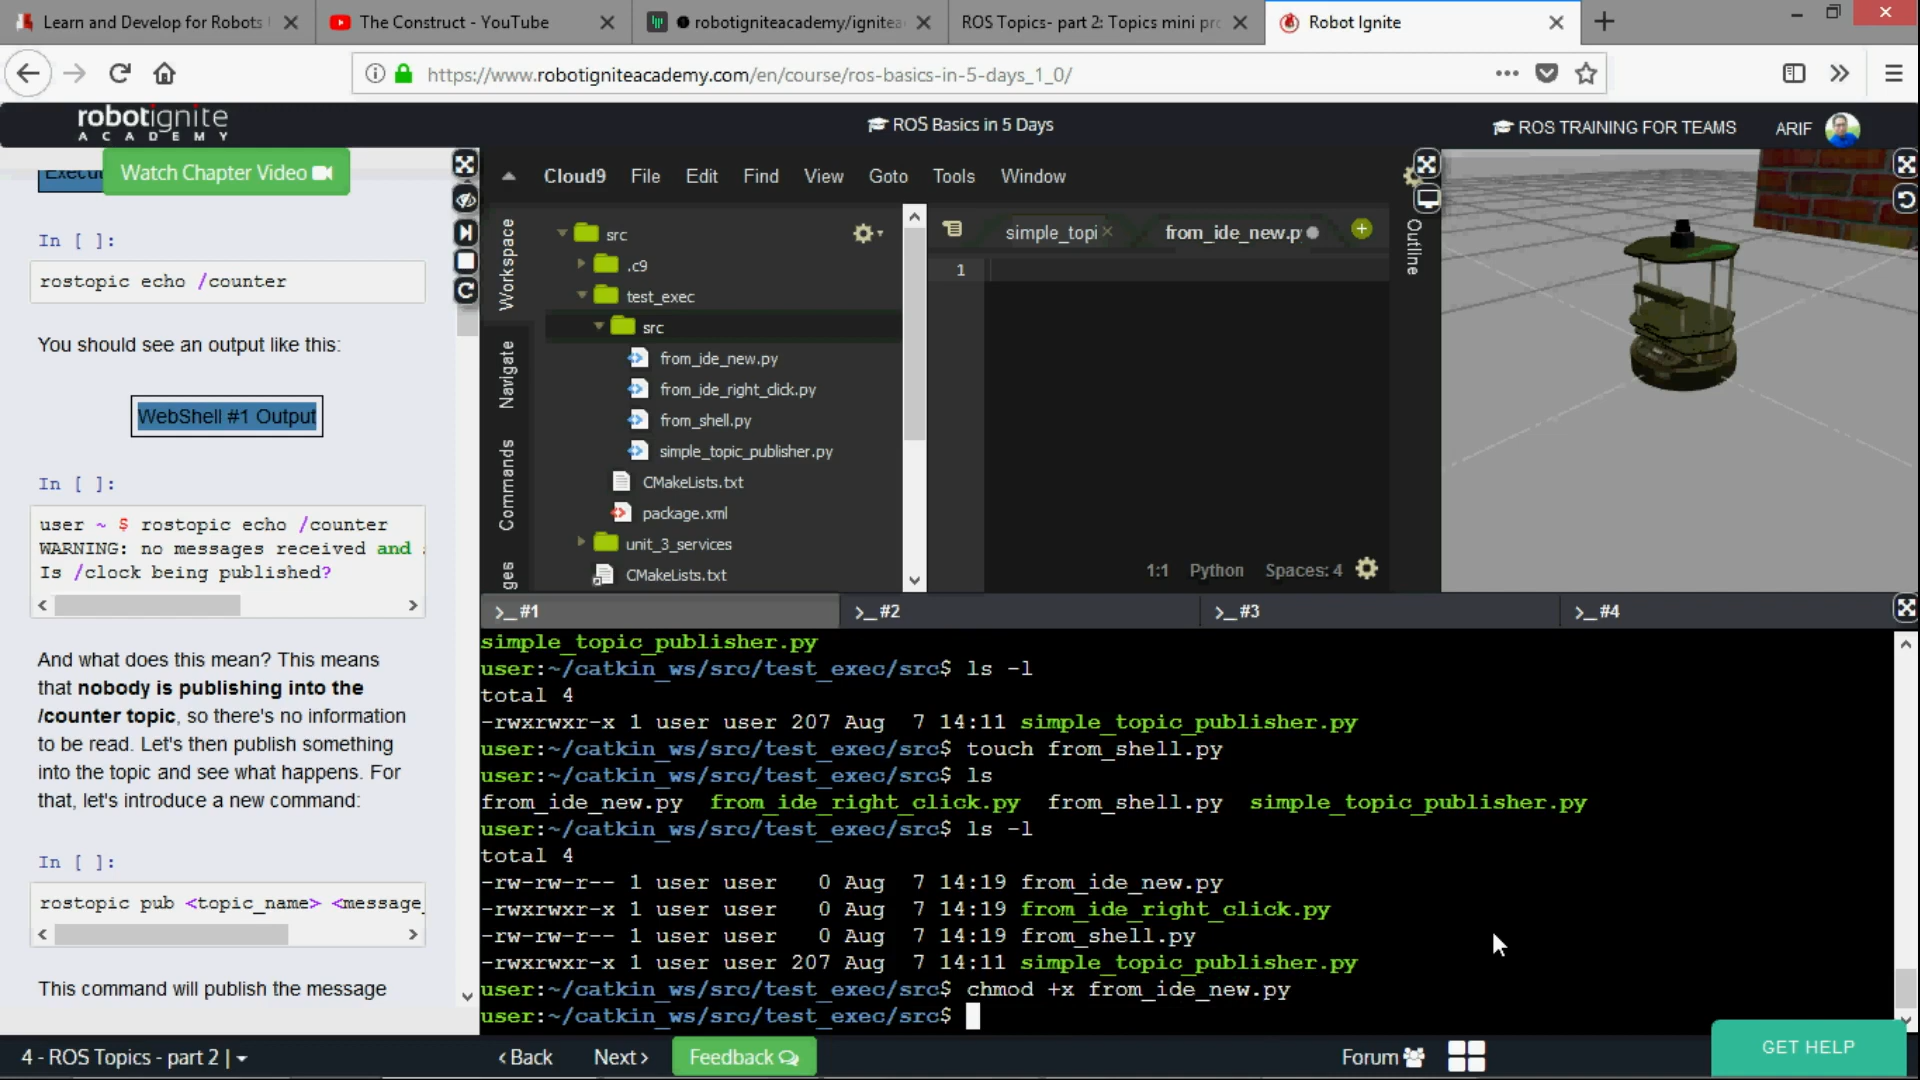 Learn and Develop for Robots
The Construct - YouTube
robotigniteacademy/ignitea
ROS Topics- part 2: Topics mini pr
Robot Ignite
https://www.robotigniteacademy.com/en/course/ros-basics-in-5-days_1_0/
robotignite
ACADEMY
ROS Basics in 5 Days
ROS TRAINING FOR TEAMS
ARIF
Watch Chapter Video
In [ ]:
rostopic echo /counter
You should see an output like this:
WebShell #1 Output
In [ ]:
user ~ $ rostopic echo /counter
WARNING: no messages received and
Is /clock being published?
And what does this mean? This means
that nobody is publishing into the
/counter topic, so there's no information
to be read. Let's then publish something
into the topic and see what happens. For
that, let's introduce a new command:
In [ ]:
rostopic pub <topic_name> <message_
This command will publish the message
Cloud9 File Edit Find View Goto Tools Window
Workspace
Navigate
Commands
ges
src
.c9
test_exec
src
from_ide_new.py
from_ide_right_click.py
from_shell.py
simple_topic_publisher.py
CMakeLists.txt
package.xml
unit_3_services
CMakeLists.txt
simple_topi
from_ide_new.p
1
Outline
1:1 Python Spaces: 4
>_ #1
>_ #2
>_ #3
>_ #4
simple_topic_publisher.py
user:~/catkin_ws/src/test_exec/src$ ls -l
total 4
-rwxrwxr-x 1 user user 207 Aug  7 14:11 simple_topic_publisher.py
user:~/catkin_ws/src/test_exec/src$ touch from_shell.py
user:~/catkin_ws/src/test_exec/src$ ls
from_ide_new.py  from_ide_right_click.py  from_shell.py  simple_topic_publisher.py
user:~/catkin_ws/src/test_exec/src$ ls -l
total 4
-rw-rw-r-- 1 user user   0 Aug  7 14:19 from_ide_new.py
-rwxrwxr-x 1 user user   0 Aug  7 14:19 from_ide_right_click.py
-rw-rw-r-- 1 user user   0 Aug  7 14:19 from_shell.py
-rwxrwxr-x 1 user user 207 Aug  7 14:11 simple_topic_publisher.py
user:~/catkin_ws/src/test_exec/src$ chmod +x from_ide_new.py
user:~/catkin_ws/src/test_exec/src$
4 - ROS Topics - part 2 |
< Back
Next >
Feedback
Forum
GET HELP